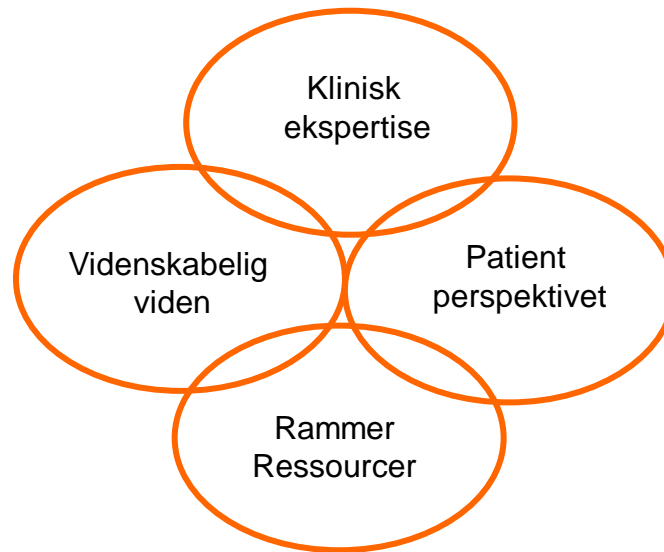 Klinisk
ekspertise
Videnskabelig
viden
Patient
perspektivet
Rammer
Ressourcer